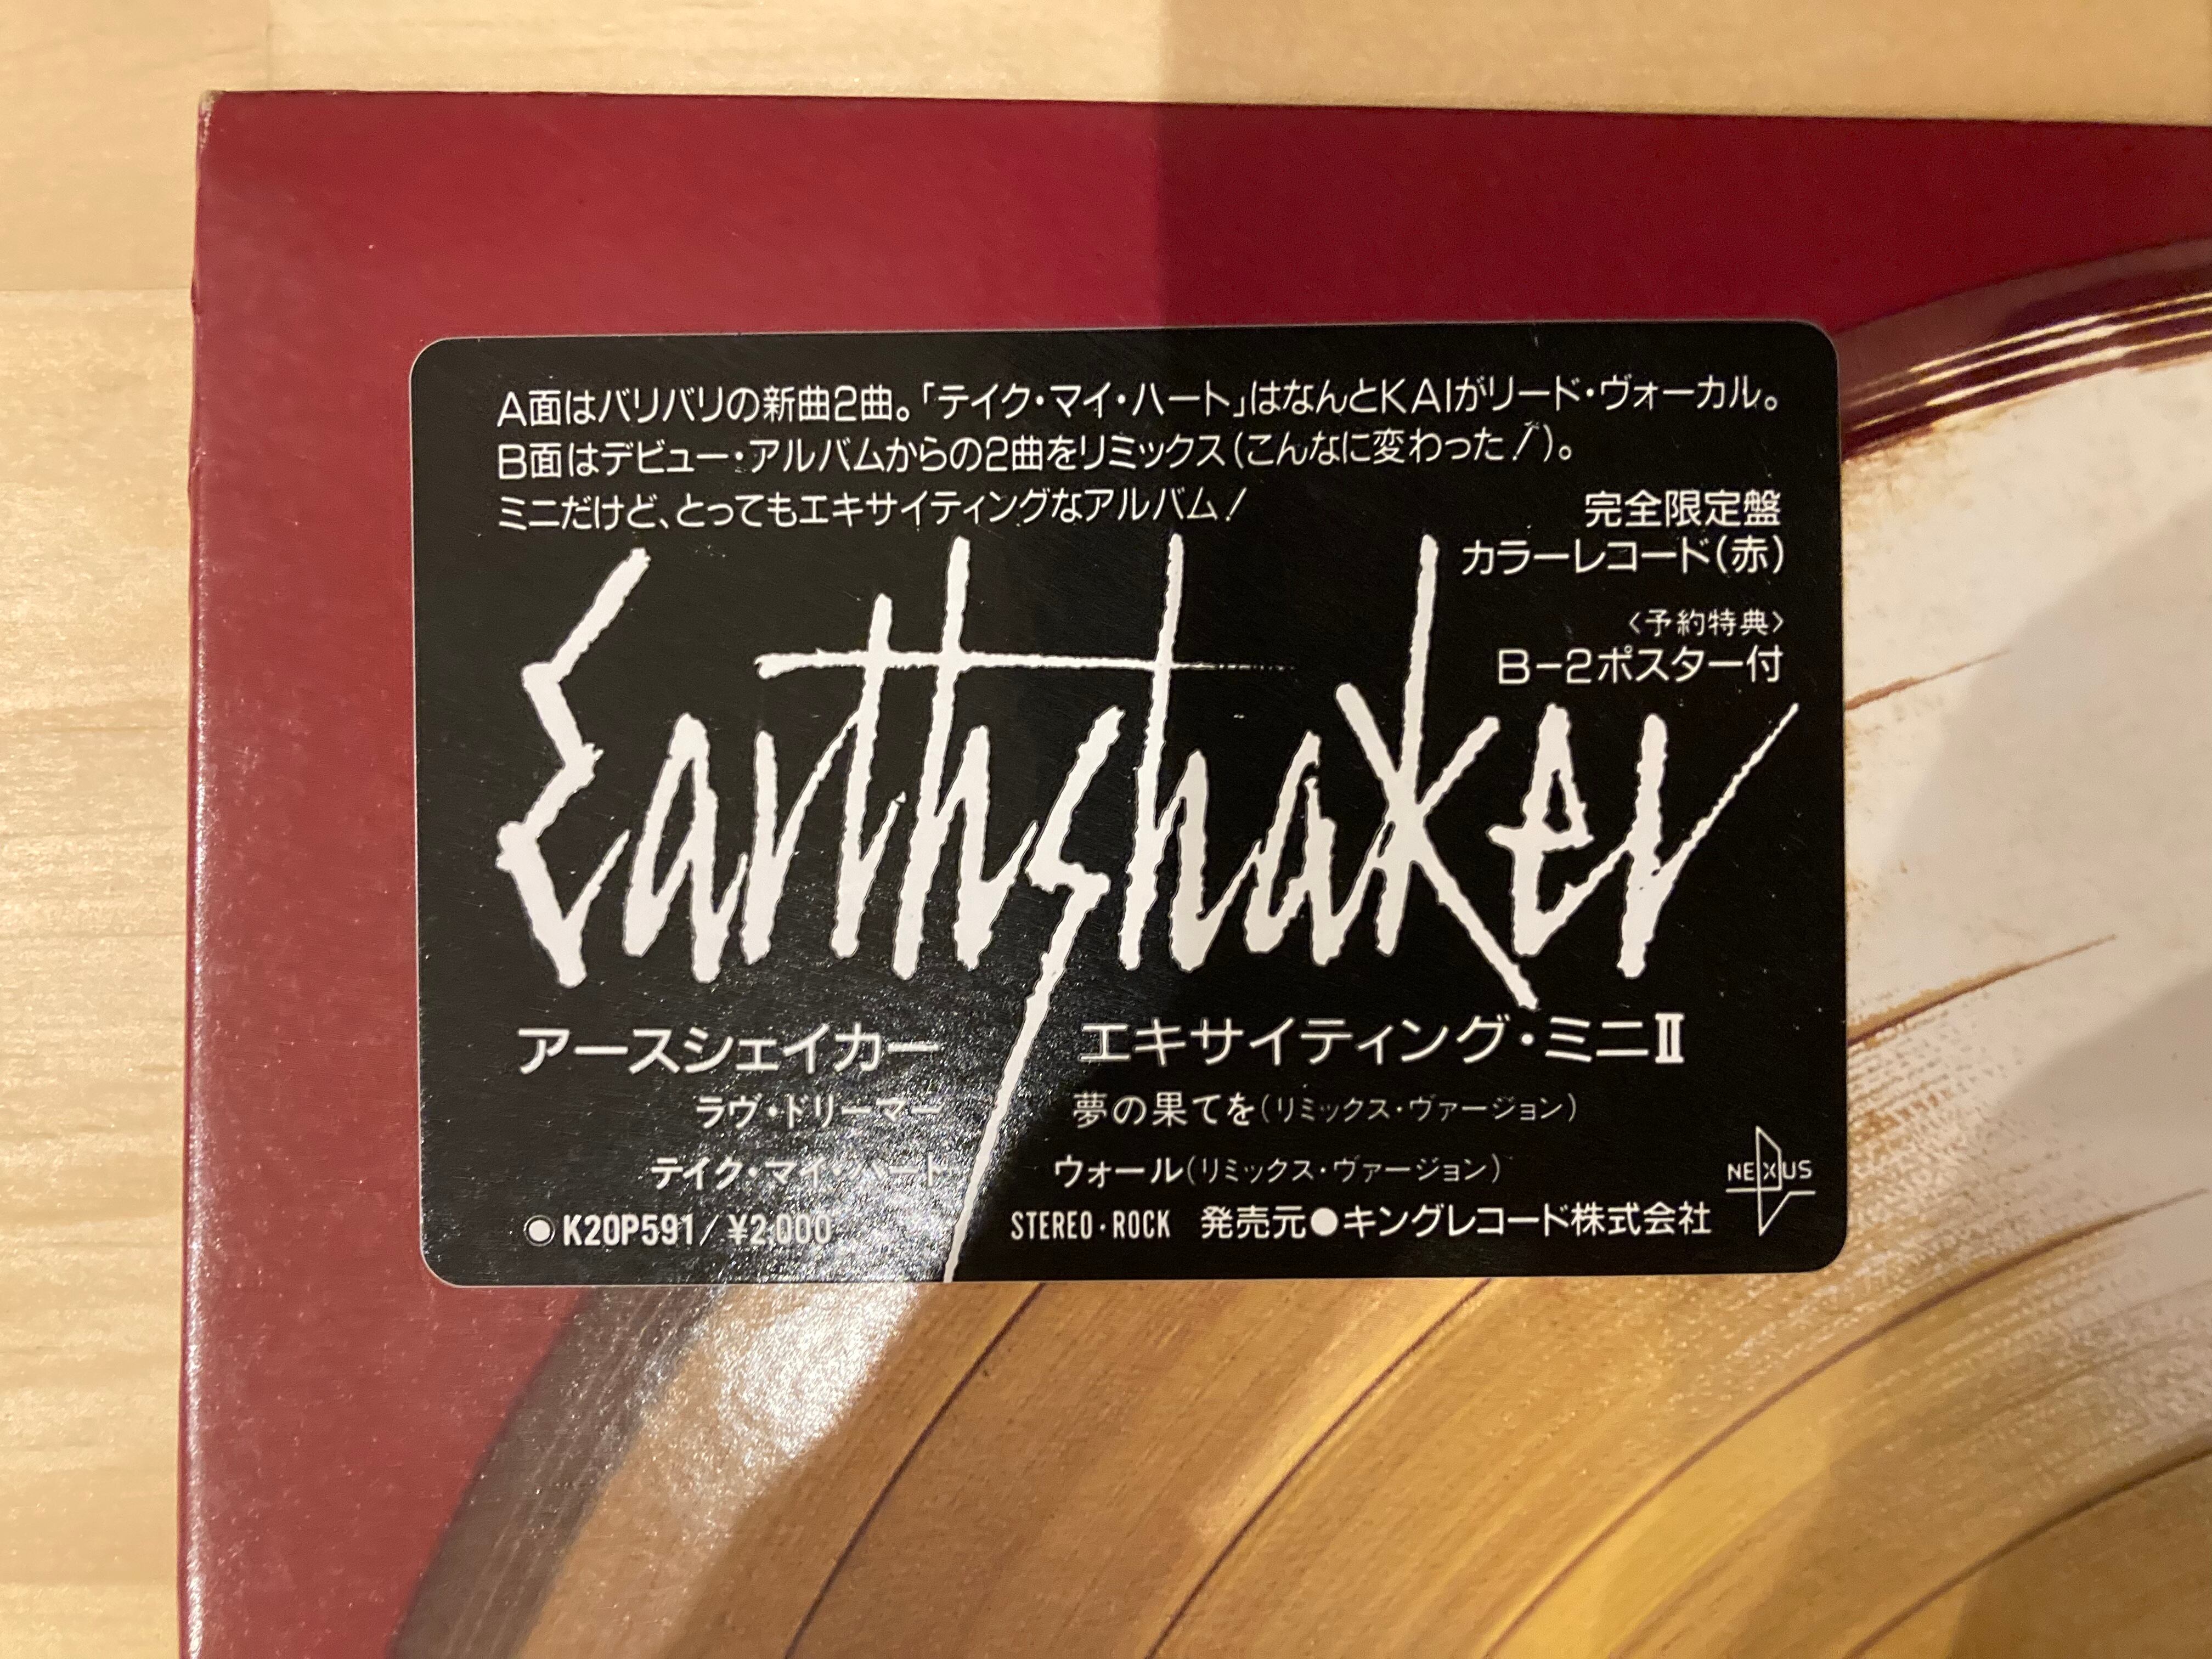 A面はバリバリの新曲2曲。「テイク・マイ・ハート」はなんとKAIがリード・ヴォーカル。
B面はデビュー・アルバムからの2曲をリミックス(こんなに変わった!)。
ミニだけど、とってもエキサイティングなアルバム!
完全限定盤
カラーレコード(赤)
<予約特典>
B-2ポスター付
Earthshaker
アースシェイカー
エキサイティング・ミニII
ラヴ・ドリーマー
夢の果てを(リミックス・ヴァージョン)
テイク・マイ・ハート
ウォール(リミックス・ヴァージョン)
NEXUS
●K20P591/ ¥2,000
STEREO・ROCK 発売元●キングレコード株式会社